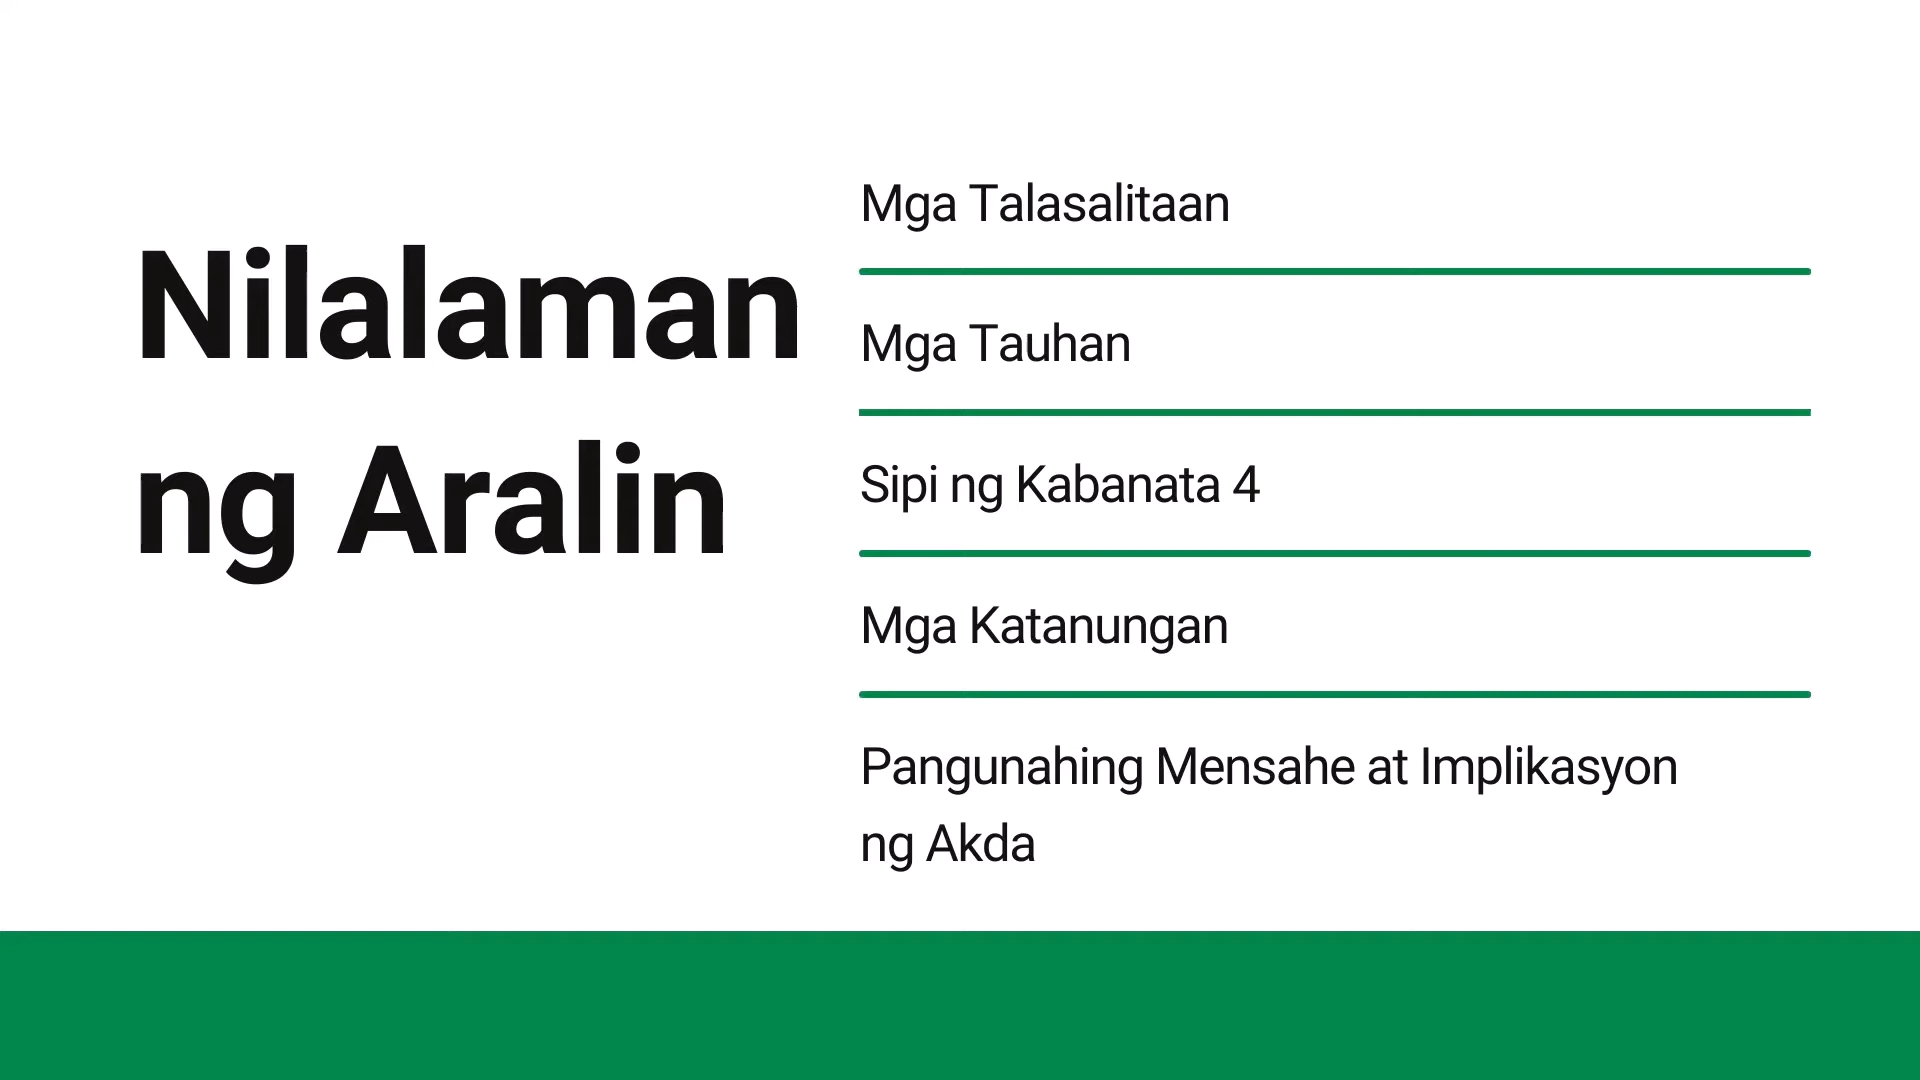 Nilalaman
ng Aralin
Mga Talasalitaan
Mga Tauhan
Sipi ng Kabanata 4
Mga Katanungan
Pangunahing Mensahe at Implikasyon
ng Akda